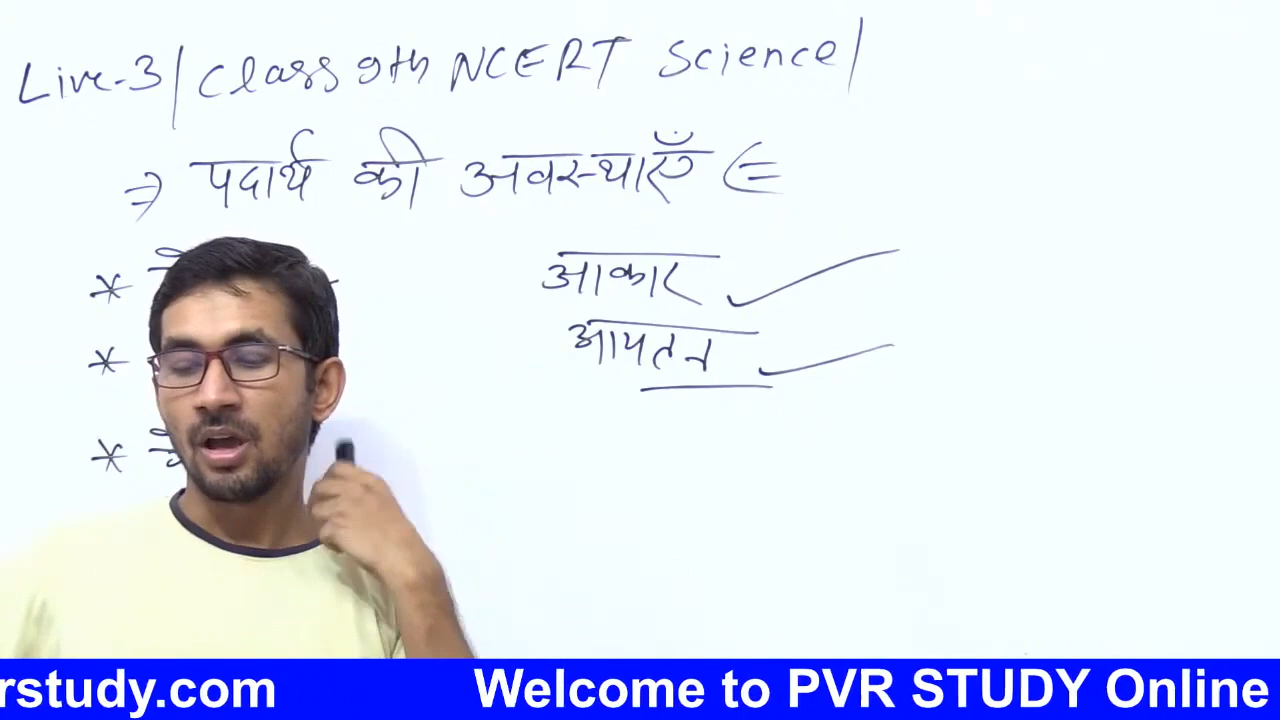 Live-3/ Class 9th NCERT Science/
⇒ पदार्थ की अवस्थाएँ ⇐
*
आकार
*
आयतन
*
rstudy.com Welcome to PVR STUDY Online